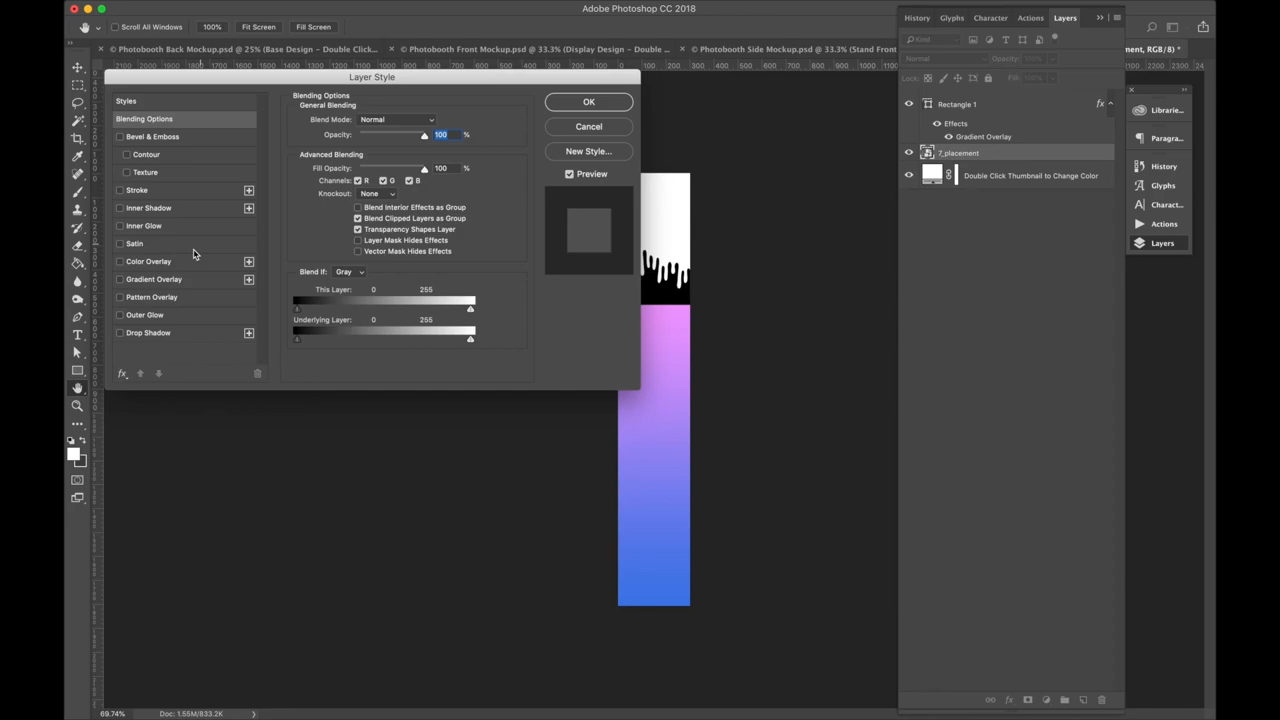 Adobe Photoshop CC 2018
Scroll All Windows 100% Fit Screen Fill Screen
© Photobooth Back Mockup.psd @ 25% (Base Design - Double Click...
© Photobooth Front Mockup.psd @ 33.3% (Display Design - Double ...
© Photobooth Side Mockup.psd @ 33.3% (Stand Front
ment, RGB/8) *
Layer Style
Styles
Blending Options
Bevel & Emboss
Contour
Texture
Stroke
Inner Shadow
Inner Glow
Satin
Color Overlay
Gradient Overlay
Pattern Overlay
Outer Glow
Drop Shadow
fx
Blending Options
General Blending
Blend Mode: Normal
Opacity: 100 %
Advanced Blending
Fill Opacity: 100 %
Channels: R G B
Knockout: None
Blend Interior Effects as Group
Blend Clipped Layers as Group
Transparency Shapes Layer
Layer Mask Hides Effects
Vector Mask Hides Effects
Blend If: Gray
This Layer: 0 255
Underlying Layer: 0 255
OK
Cancel
New Style...
Preview
History Glyphs Character Actions Layers
Kind
Normal Opacity: 100%
Lock: Fill: 100%
Rectangle 1 fx
Effects
Gradient Overlay
7_placement
Double Click Thumbnail to Change Color
Librarie...
Paragra...
History
Glyphs
Charact...
Actions
Layers
69.74% Doc: 1.55M/833.2K